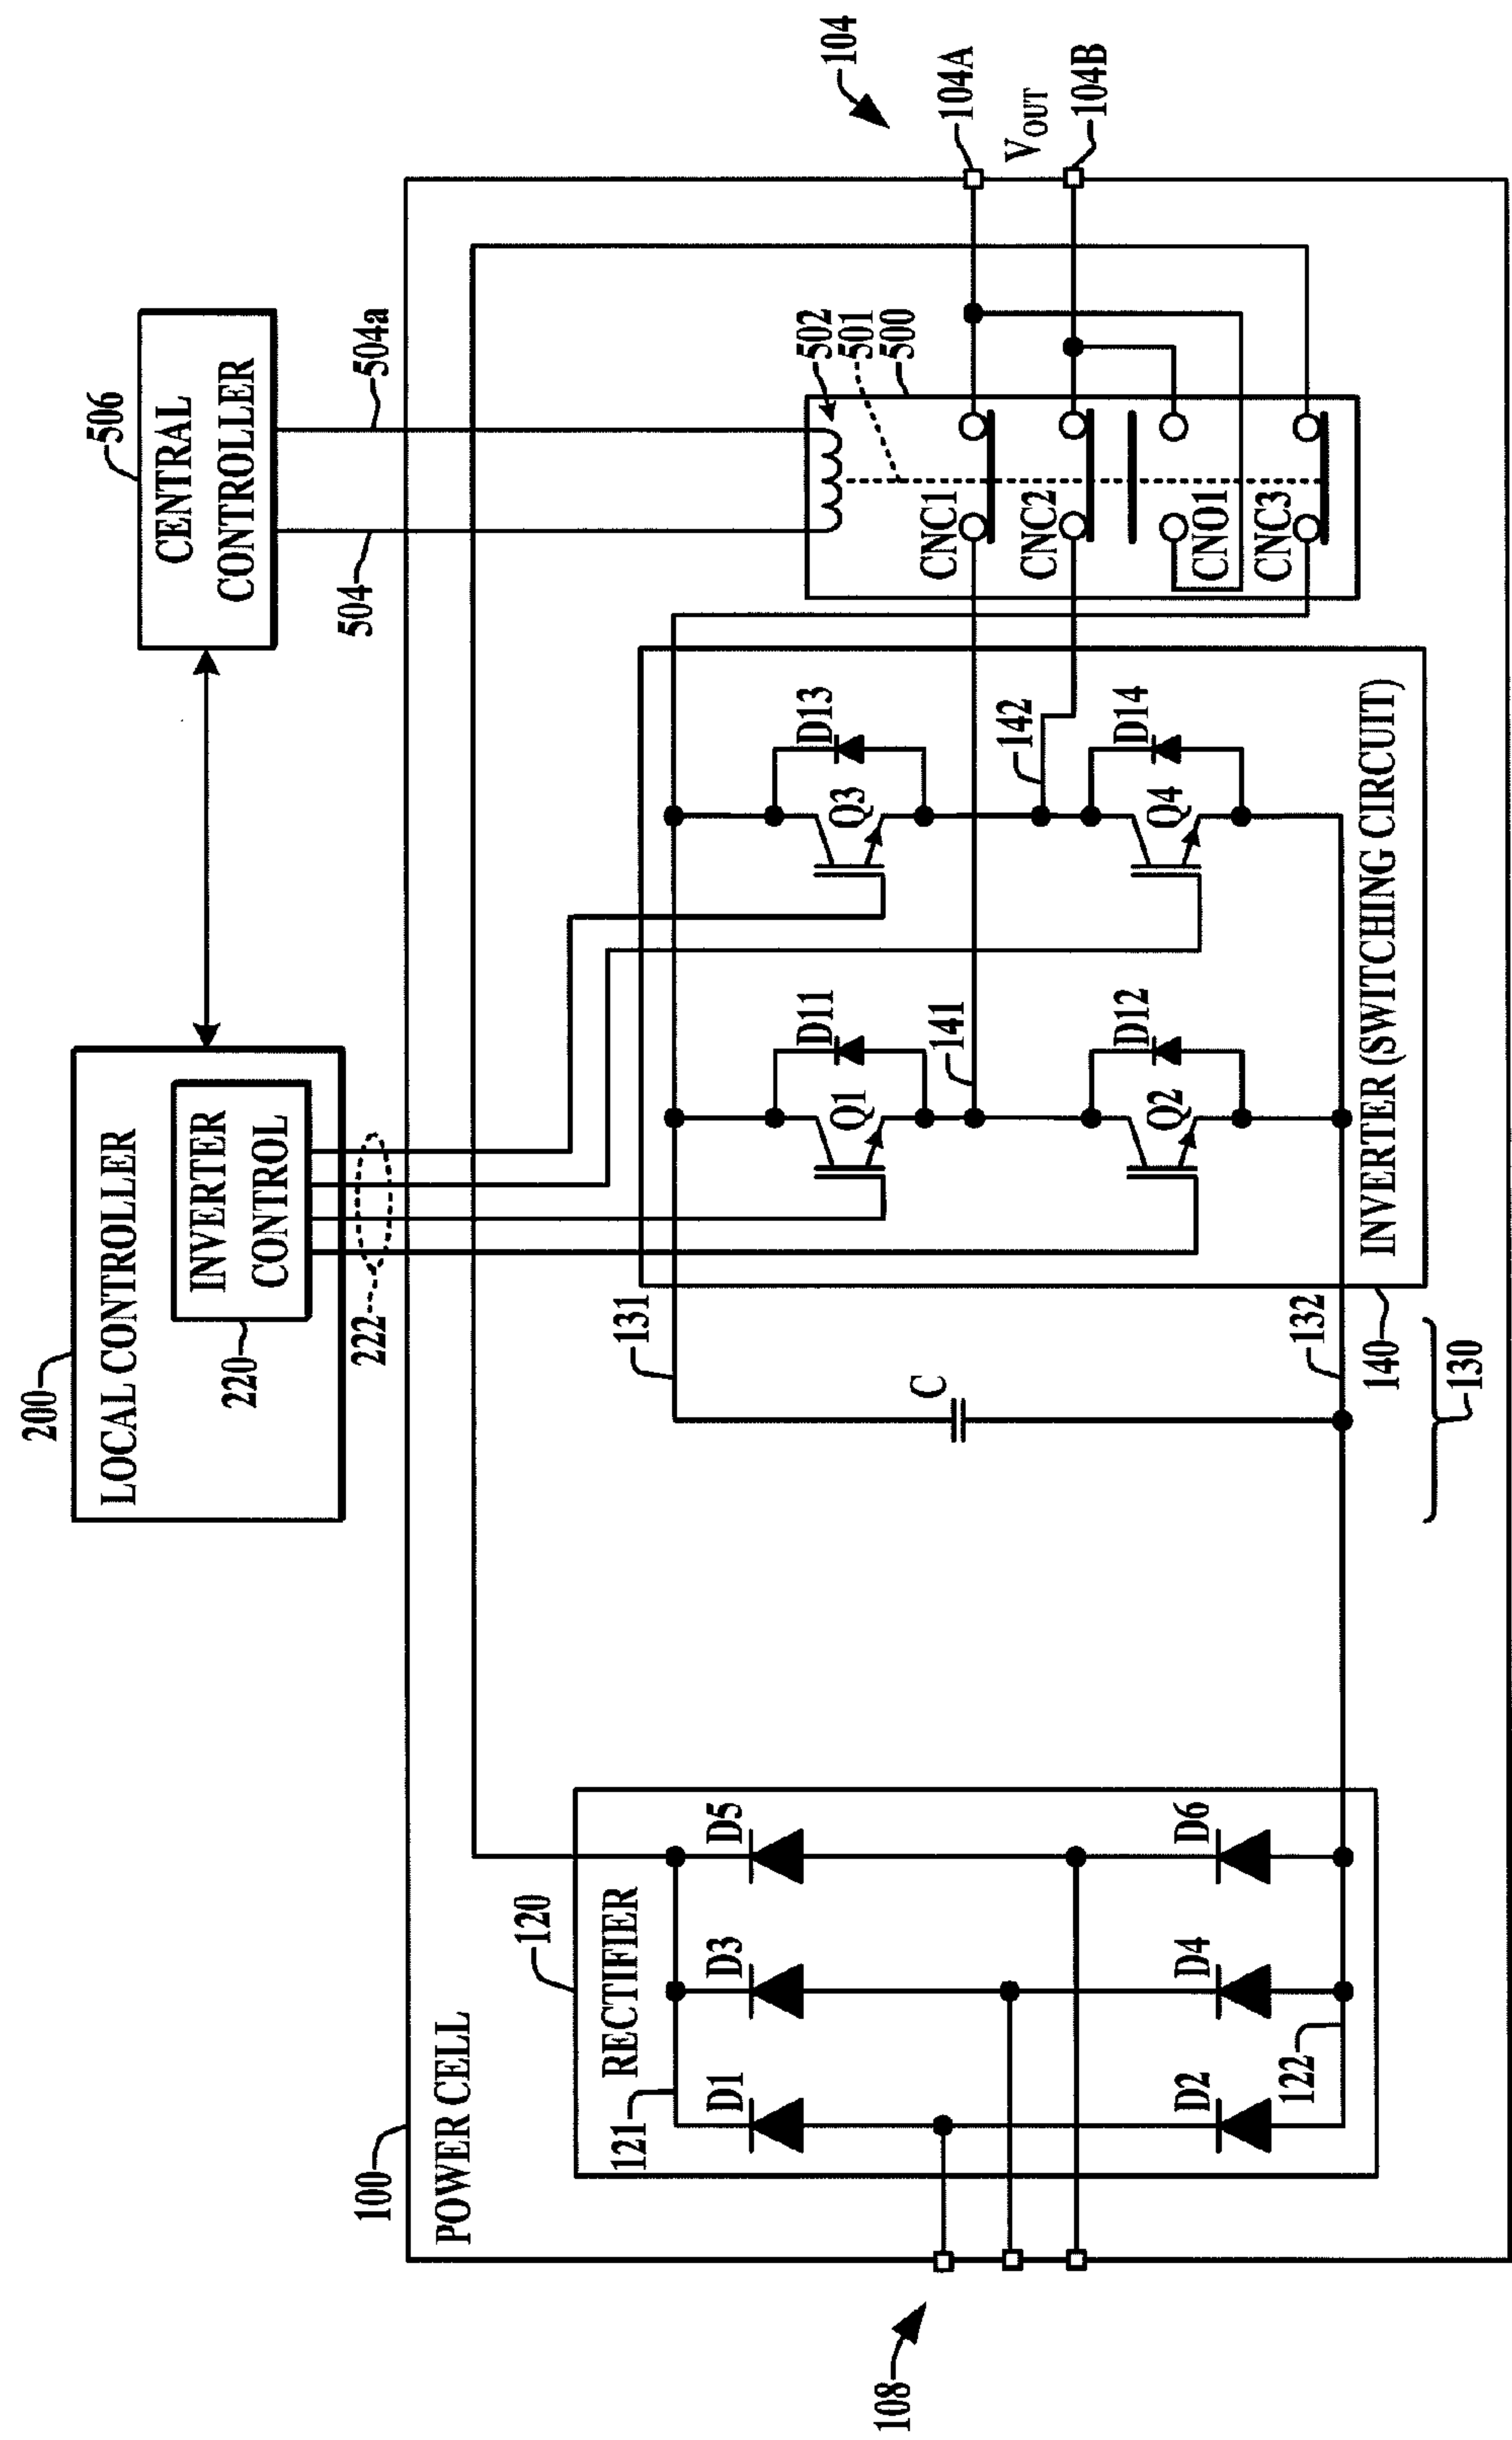 200
LOCAL CONTROLLER
INVERTER
CONTROL
220
222
506
CENTRAL
CONTROLLER
504
504a
100
POWER CELL
120
RECTIFIER
121
D1
D3
D5
D2
D4
D6
122
108
131
C
132
130
140
INVERTER (SWITCHING CIRCUIT)
Q1
D11
141
Q2
D12
Q3
D13
142
Q4
D14
502
501
500
CNC1
CNC2
CNO1
CNC3
104
104A
VOUT
104B